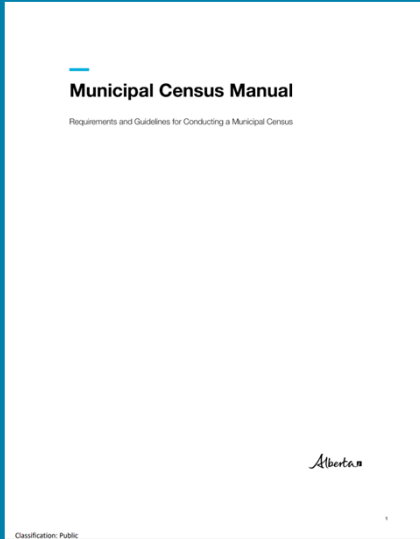 Municipal Census Manual
Requirements and Guidelines for Conducting a Municipal Census
Alberta
1
Classification: Public